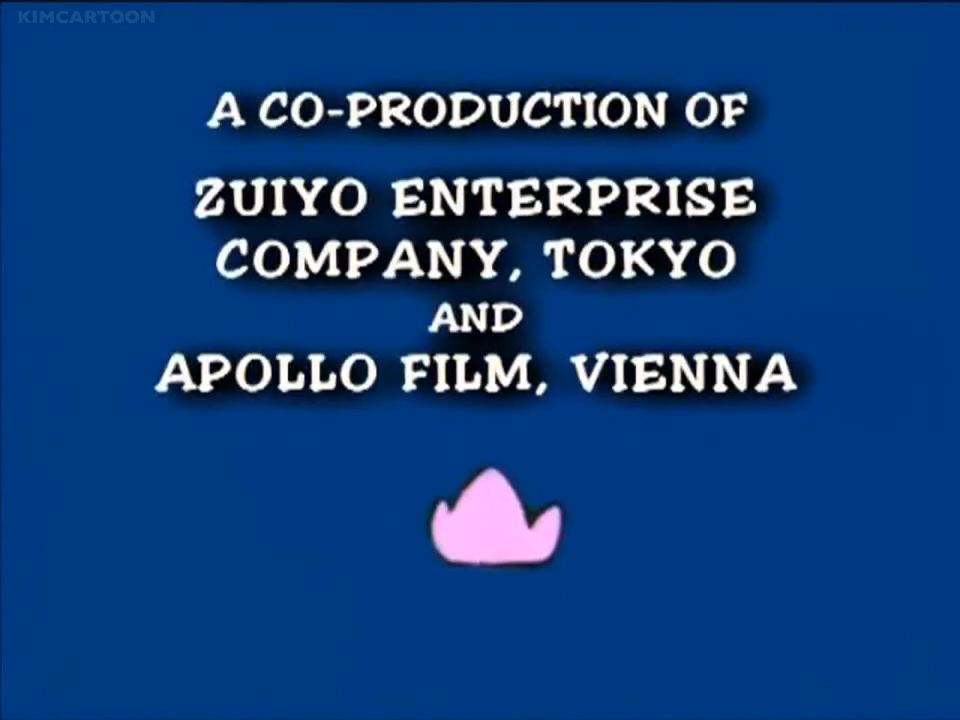 KIMCARTOON
A CO-PRODUCTION OF
ZUIYO ENTERPRISE
COMPANY, TOKYO
AND
APOLLO FILM, VIENNA